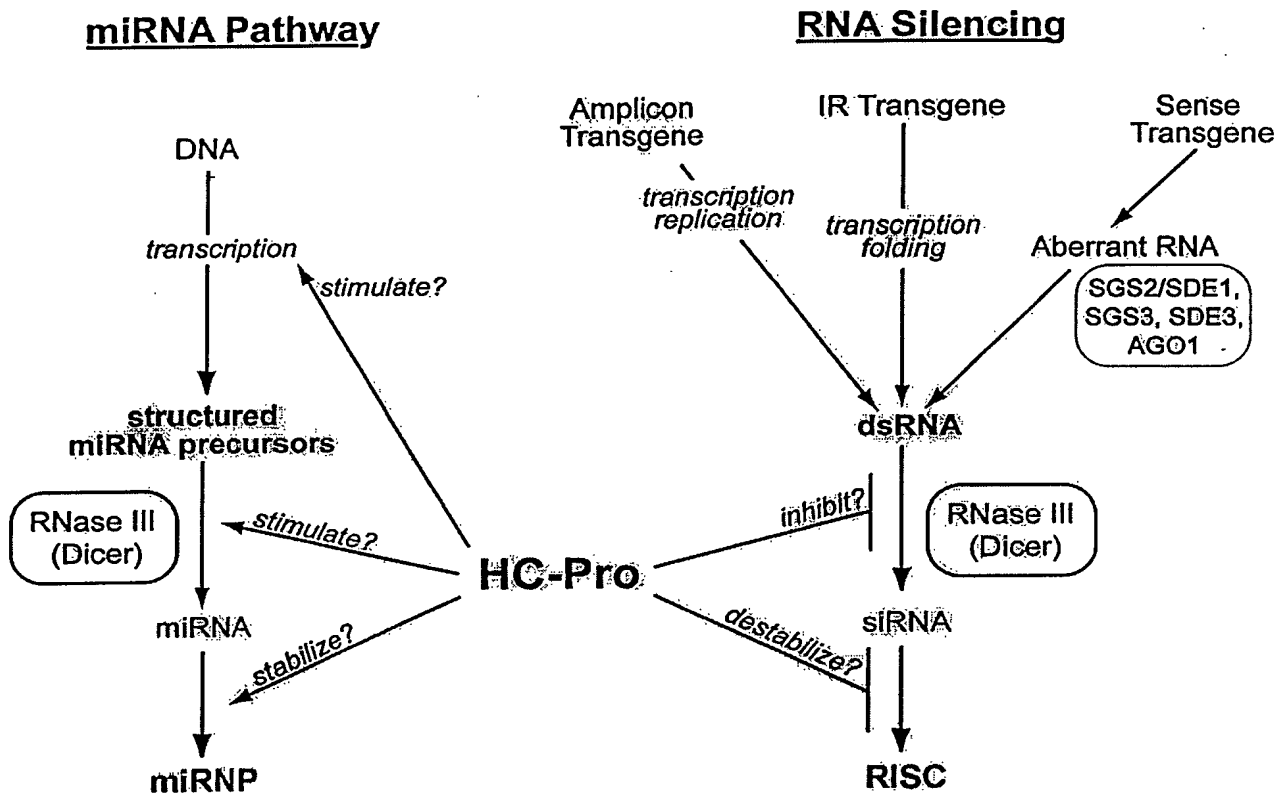 miRNA Pathway
DNA
transcription
stimulate?
structured
miRNA precursors
RNase III
(Dicer)
stimulate?
miRNA
stabilize?
miRNP
HC-Pro
RNA Silencing
Amplicon
Transgene
transcription
replication
IR Transgene
transcription
folding
Sense
Transgene
Aberrant RNA
SGS2/SDE1,
SGS3, SDE3,
AGO1
dsRNA
inhibit?
RNase III
(Dicer)
siRNA
destabilize?
RISC